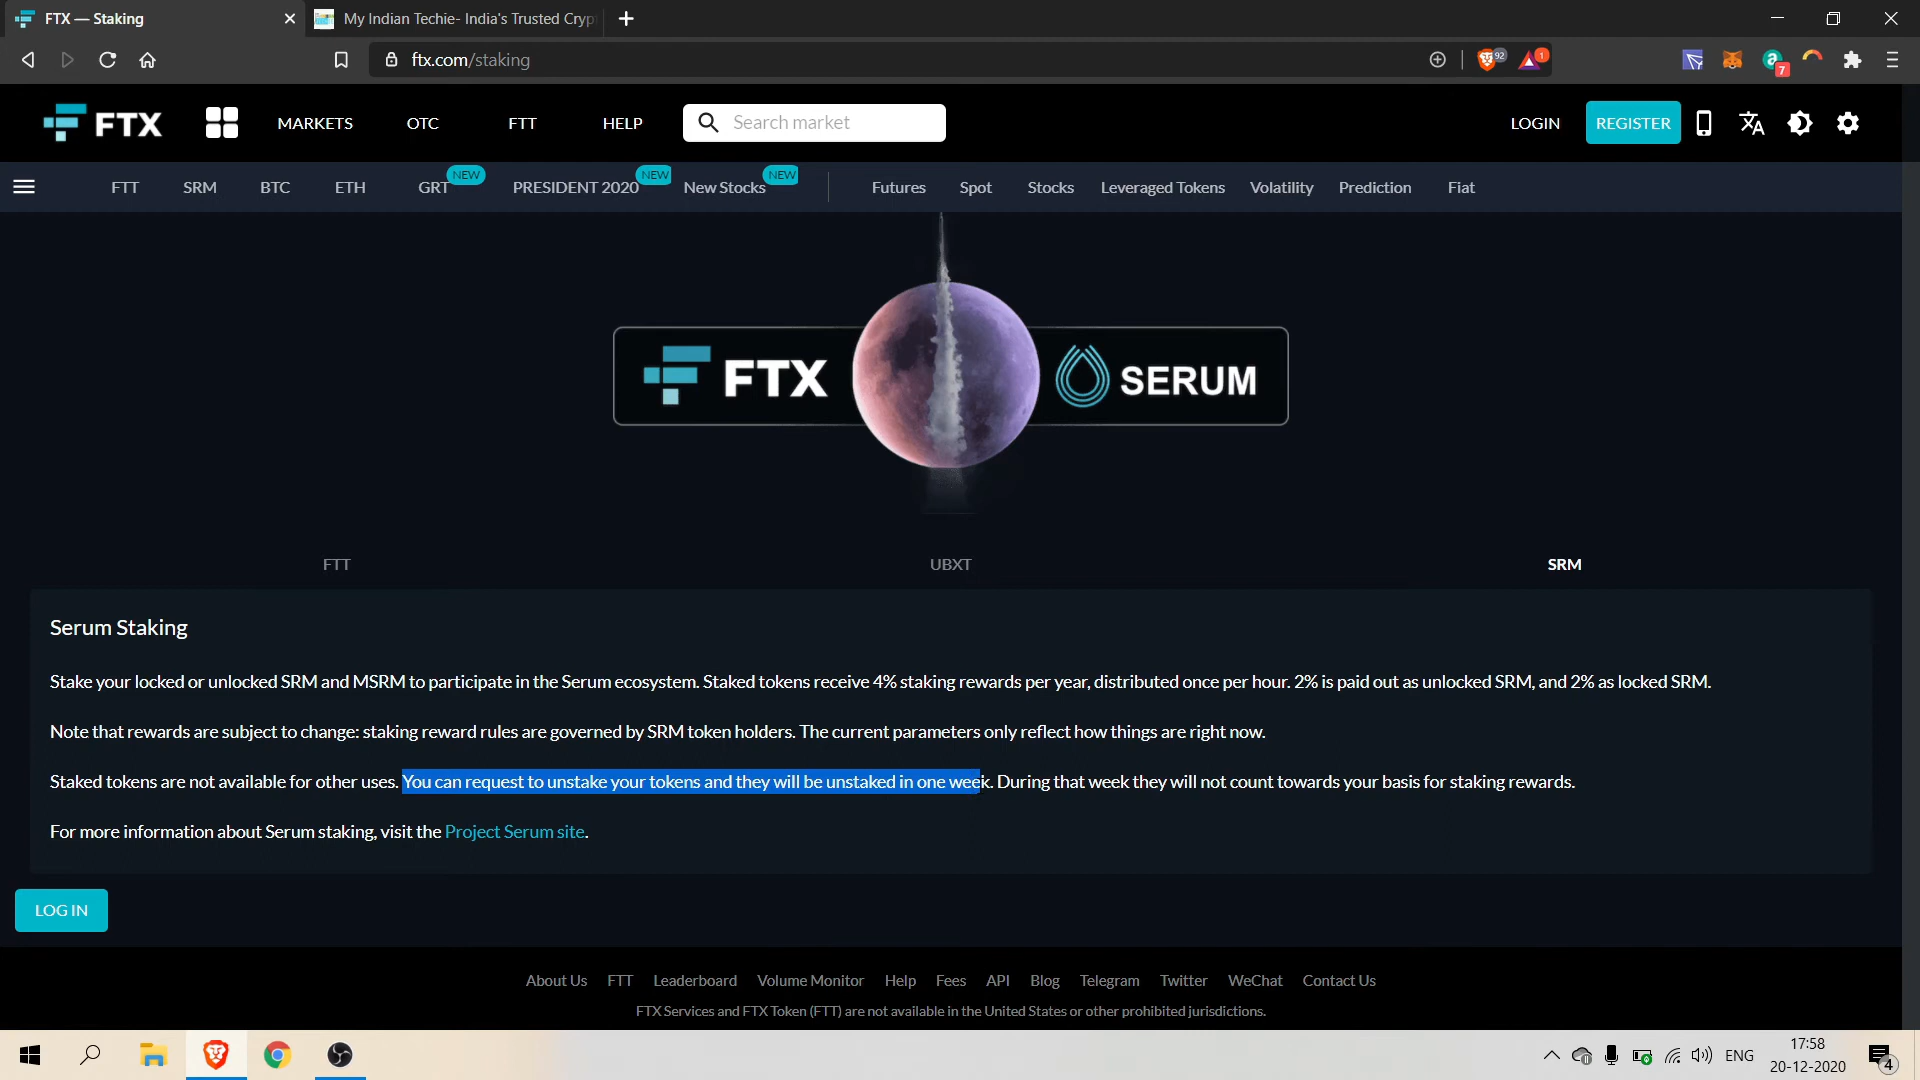 FTX — Staking
My Indian Techie- India's Trusted Cryp
ftx.com/staking
92
1
7
FTX
MARKETS
OTC
FTT
HELP
Search market
LOGIN
REGISTER
FTT
SRM
BTC
ETH
GRT
NEW
PRESIDENT 2020
NEW
New Stocks
NEW
Futures
Spot
Stocks
Leveraged Tokens
Volatility
Prediction
Fiat
FTX
SERUM
FTT
UBXT
SRM
Serum Staking
Stake your locked or unlocked SRM and MSRM to participate in the Serum ecosystem. Staked tokens receive 4% staking rewards per year, distributed once per hour. 2% is paid out as unlocked SRM, and 2% as locked SRM.
Note that rewards are subject to change: staking reward rules are governed by SRM token holders. The current parameters only reflect how things are right now.
Staked tokens are not available for other uses. You can request to unstake your tokens and they will be unstaked in one week. During that week they will not count towards your basis for staking rewards.
For more information about Serum staking, visit the Project Serum site.
LOG IN
About Us
FTT
Leaderboard
Volume Monitor
Help
Fees
API
Blog
Telegram
Twitter
WeChat
Contact Us
FTX Services and FTX Token (FTT) are not available in the United States or other prohibited jurisdictions.
ENG
17:58
20-12-2020
4